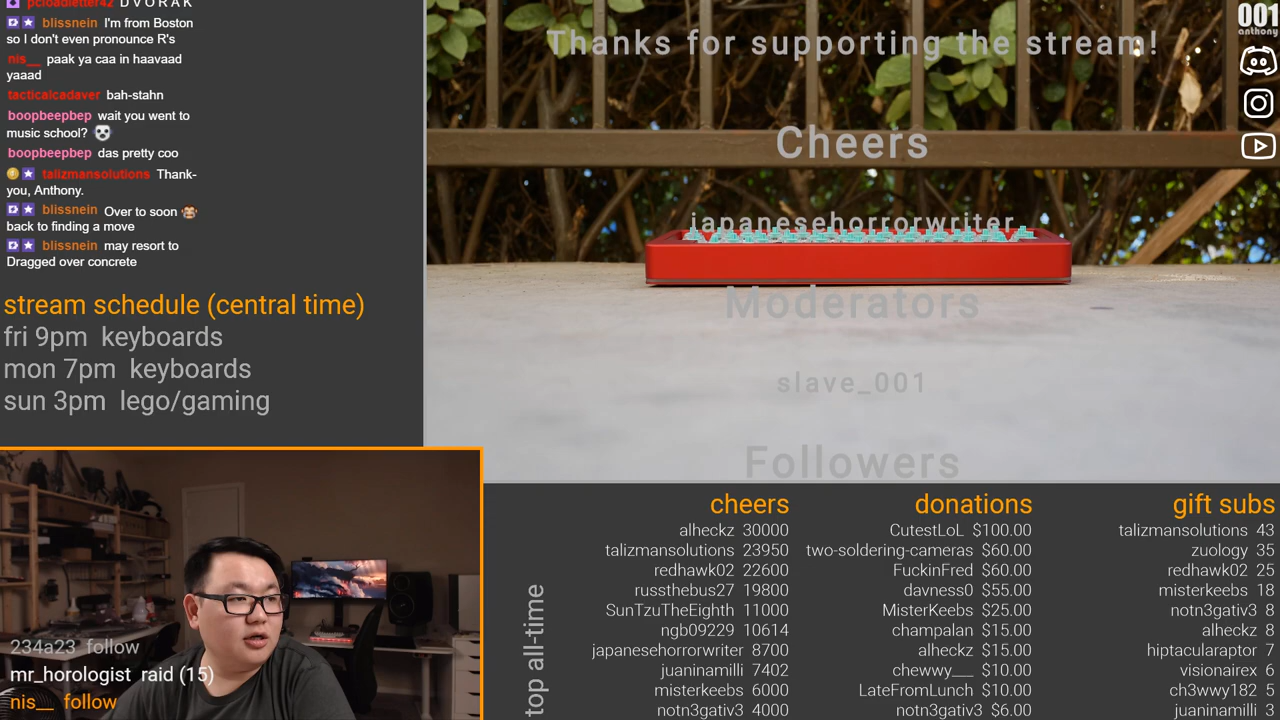 pcloadletter42 D V O R A K
blissnein I'm from Boston
so I don't even pronounce R's
nis__ paak ya caa in haavaad
yaaad
tacticalcadaver bah-stahn
boopbeepbep wait you went to
music school?
boopbeepbep das pretty coo
talizmansolutions Thank-
you, Anthony.
blissnein Over to soon
back to finding a move
blissnein may resort to
Dragged over concrete
stream schedule (central time)
fri 9pm keyboards
mon 7pm keyboards
sun 3pm lego/gaming
Thanks for supporting the stream!
Cheers
japanesehorrorwriter
Moderators
slave_001
Followers
001
anthony
234a23 follow
mr_horologist raid (15)
nis__ follow
top all-time
cheers
alheckz 30000
talizmansolutions 23950
redhawk02 22600
russthebus27 19800
SunTzuTheEighth 11000
ngb09229 10614
japanesehorrorwriter 8700
juaninamilli 7402
misterkeebs 6000
notn3gativ3 4000
donations
CutestLoL $100.00
two-soldering-cameras $60.00
FuckinFred $60.00
davness0 $55.00
MisterKeebs $25.00
champalan $15.00
alheckz $15.00
chewwy___ $10.00
LateFromLunch $10.00
notn3gativ3 $6.00
gift subs
talizmansolutions 43
zuology 35
redhawk02 25
misterkeebs 18
notn3gativ3 8
alheckz 8
hiptacularaptor 7
visionairex 6
ch3wwy182 5
juaninamilli 3